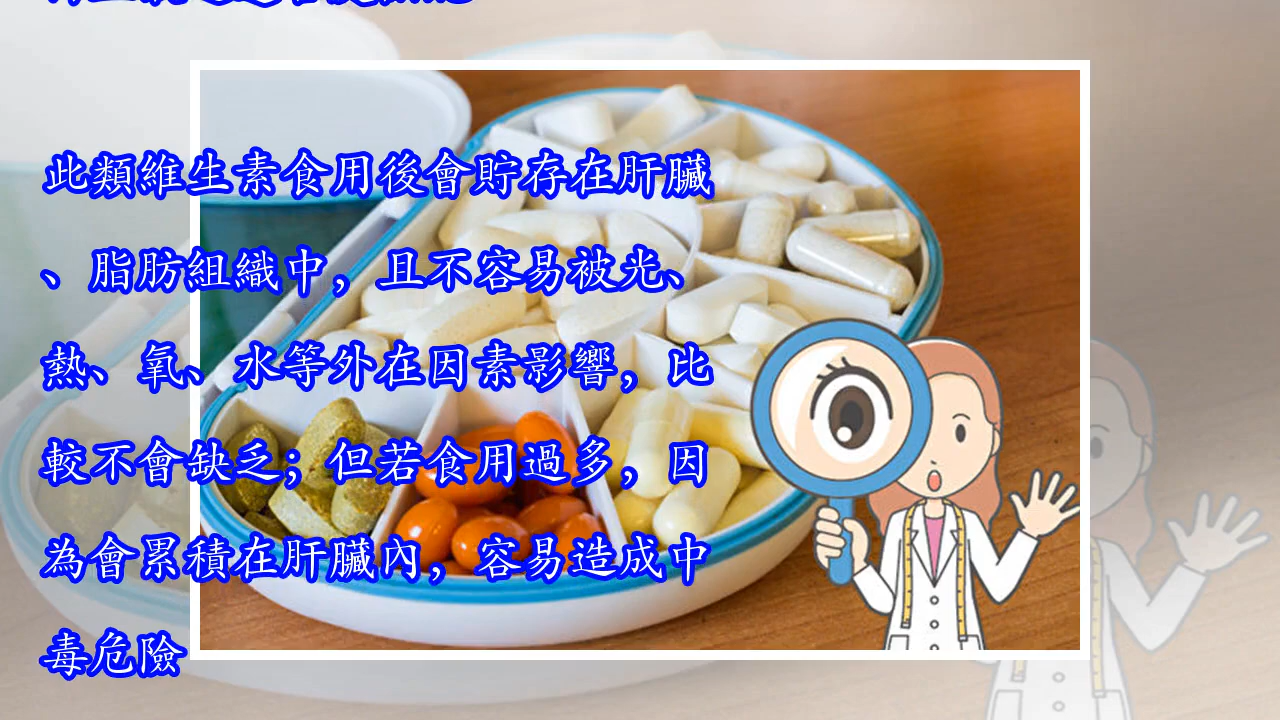 此類維生素食用後會貯存在肝臟
、脂肪組織中，且不容易被光、
熱、氧、水等外在因素影響，比
較不會缺乏；但若食用過多，因
為會累積在肝臟內，容易造成中
毒危險